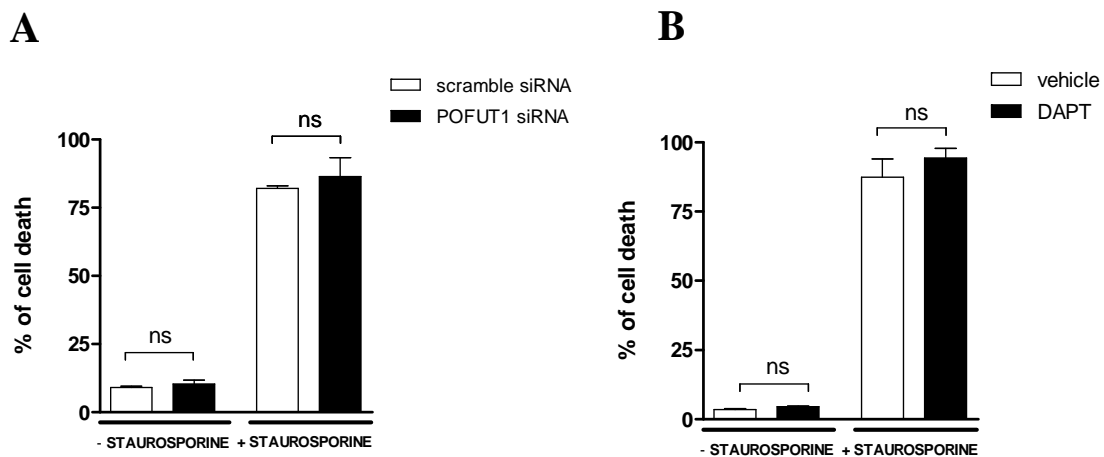 A
scramble siRNA
POFUT1 siRNA
ns
100
75
50
25
0
% of cell death
ns
- STAUROSPORINE + STAUROSPORINE
B
vehicle
DAPT
ns
100
75
50
25
0
% of cell death
ns
- STAUROSPORINE + STAUROSPORINE